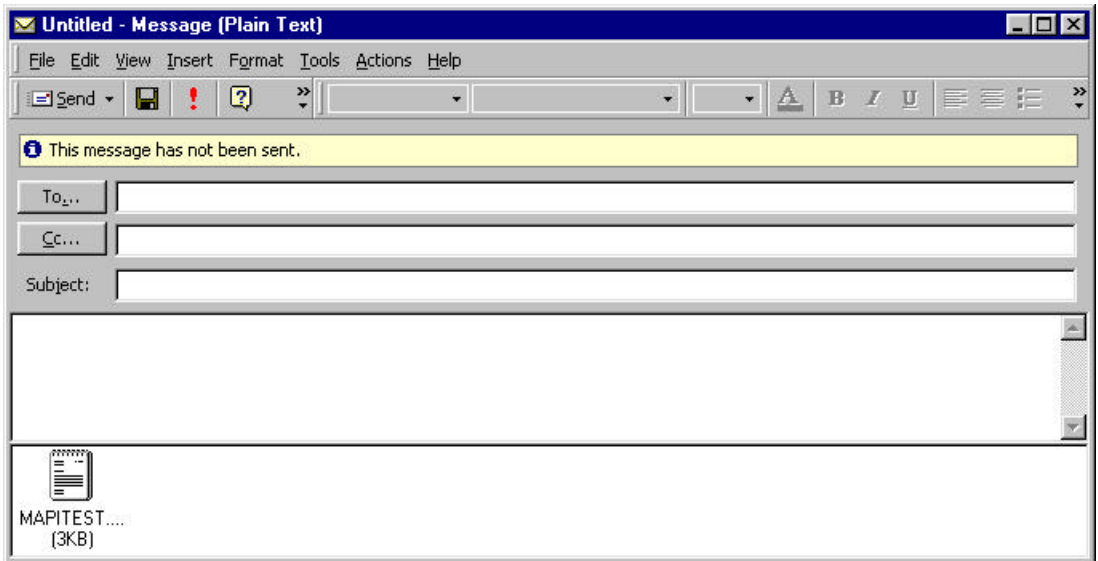 Untitled - Message (Plain Text)
File Edit View Insert Format Tools Actions Help
Send A B I U
This message has not been sent.
To...
Cc...
Subject:
MAPITEST....
(3KB)